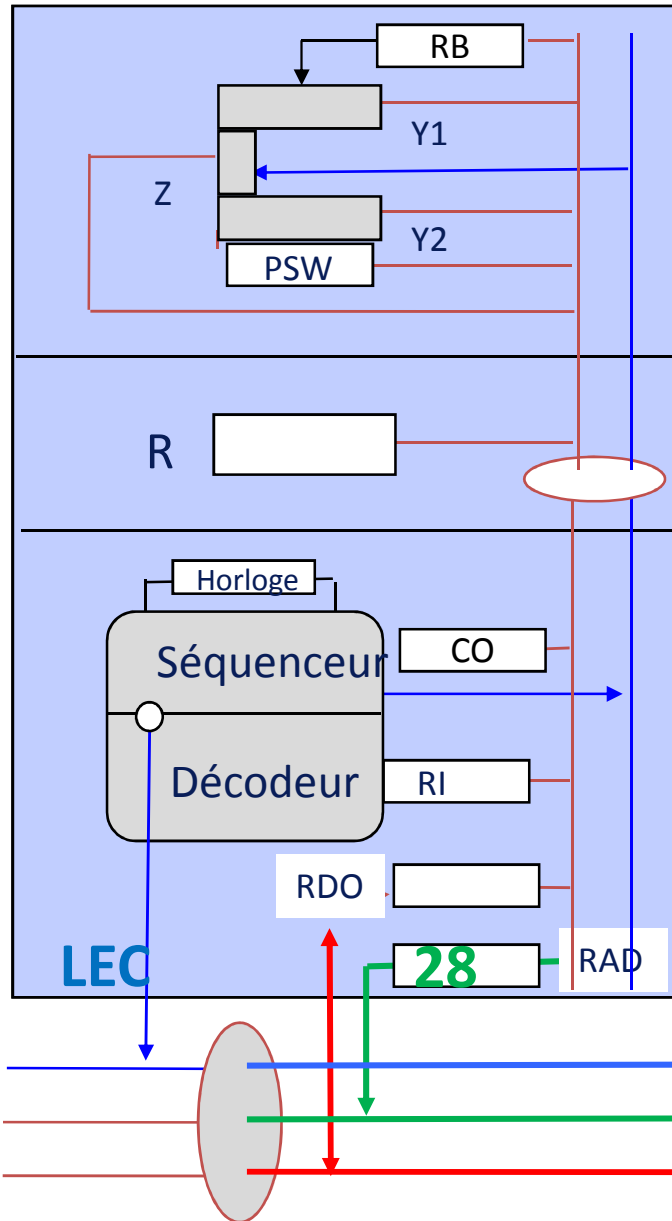 RB
Y1
Z
Y2
PSW
R
Horloge
Séquenceur
CO
Décodeur
RI
RDO
LEC
28
RAD